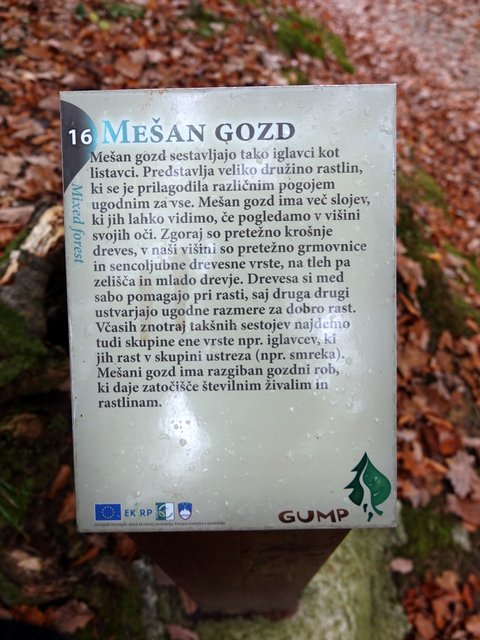 16
MEŠAN GOZD
Mixed forest
Mešan gozd sestavljajo tako iglavci kot
listavci. Predstavlja veliko družino rastlin,
ki se je prilagodila različnim pogojem
ugodnim za vse. Mešan gozd ima več slojev,
ki jih lahko vidimo, če pogledamo v višini
svojih oči. Zgoraj so pretežno krošnje
dreves, v naši višini so pretežno grmovnice
in sencoljubne drevesne vrste, na tleh pa
zelišča in mlado drevje. Drevesa si med
sabo pomagajo pri rasti, saj druga drugi
ustvarjajo ugodne razmere za dobro rast.
Včasih znotraj takšnih sestojev najdemo
tudi skupine ene vrste npr. iglavcev, ki
jih rast v skupini ustreza (npr. smreka).
Mešani gozd ima razgiban gozdni rob,
ki daje zatočišče številnim živalim in
rastlinam.
EK RP
GUMP